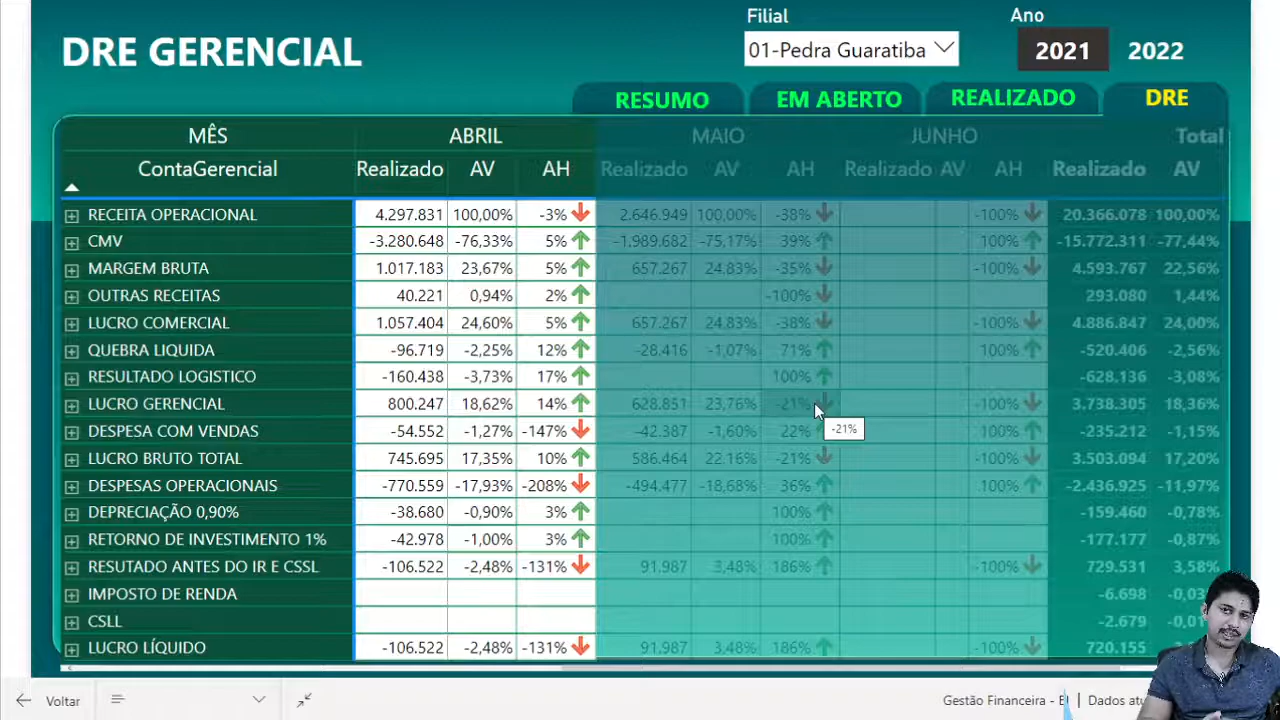 Filial
Ano
DRE GERENCIAL
01-Pedra Guaratiba
2021 2022
RESUMO EM ABERTO REALIZADO DRE
MÊS ABRIL MAIO JUNHO Total
ContaGerencial Realizado AV AH Realizado AV AH Realizado AV AH Realizado AV
RECEITA OPERACIONAL 4.297.831 100,00% -3% 2.646.949 100,00% -38% -100% 20.366.078 100,00%
CMV -3.280.648 -76,33% 5% -1.989.682 -75,17% 39% 100% -15.772.311 -77,44%
MARGEM BRUTA 1.017.183 23,67% 5% 657.267 24,83% -35% -100% 4.593.767 22,56%
OUTRAS RECEITAS 40.221 0,94% 2% -100% 293.080 1,44%
LUCRO COMERCIAL 1.057.404 24,60% 5% 657.267 24,83% -38% -100% 4.886.847 24,00%
QUEBRA LIQUIDA -96.719 -2,25% 12% -28.416 -1,07% 71% 100% -520.406 -2,56%
RESULTADO LOGISTICO -160.438 -3,73% 17% 100% -628.136 -3,08%
LUCRO GERENCIAL 800.247 18,62% 14% 628.851 23,76% -21% -100% 3.738.305 18,36%
-21%
DESPESA COM VENDAS -54.552 -1,27% -147% -42.387 -1,60% 22% 100% -235.212 -1,15%
LUCRO BRUTO TOTAL 745.695 17,35% 10% 586.464 22,16% -21% -100% 3.503.094 17,20%
DESPESAS OPERACIONAIS -770.559 -17,93% -208% -494.477 -18,68% 36% 100% -2.436.925 -11,97%
DEPRECIAÇÃO 0,90% -38.680 -0,90% 3% 100% -159.460 -0,78%
RETORNO DE INVESTIMENTO 1% -42.978 -1,00% 3% 100% -177.177 -0,87%
RESUTADO ANTES DO IR E CSSL -106.522 -2,48% -131% 91.987 3,48% 186% -100% 729.531 3,58%
IMPOSTO DE RENDA -6.698
CSLL -2.679
LUCRO LÍQUIDO -106.522 -2,48% -131% 91.987 3,48% 186% -100% 720.155
Voltar Gestão Financeira - Dados